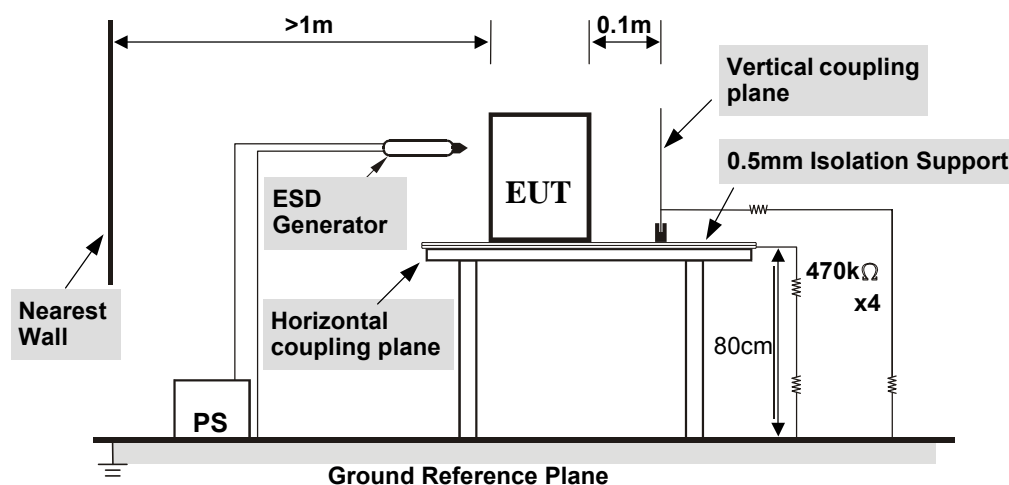 >1m
0.1m
Vertical coupling
plane
0.5mm Isolation Support
ESD
Generator
EUT
470kΩ
x4
Nearest
Wall
Horizontal
coupling plane
80cm
PS
Ground Reference Plane